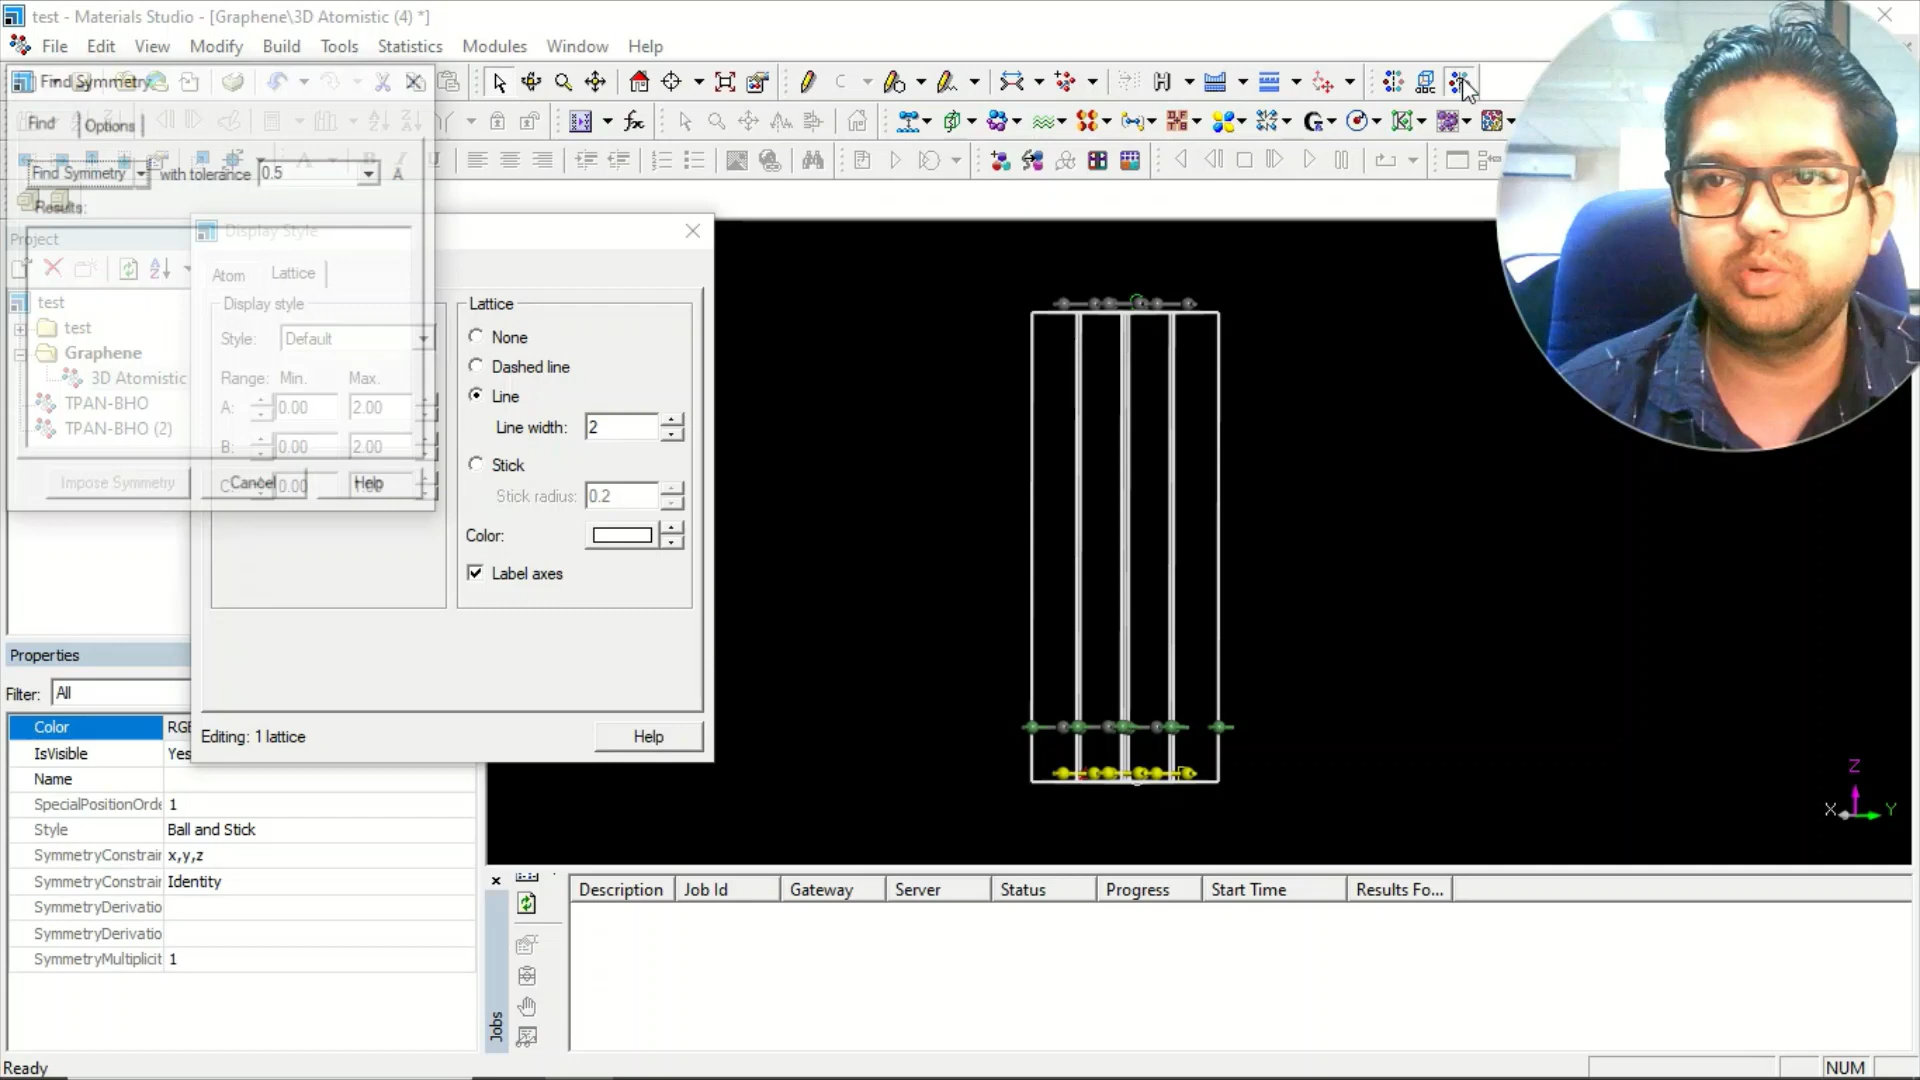 test - Materials Studio - [Graphene\3D Atomistic (4) *]
File Edit View Modify Build Tools Statistics Modules Window Help
Find Symmetry
Find Options
Find Symmetry with tolerance 0.5 Å
Results:
Project
test
test
Graphene
3D Atomistic
TPAN-BHO
TPAN-BHO (2)
Impose Symmetry Cancel Help
Display Style
Atom Lattice
Display style
Style: Default
Range: Min. Max.
A: 0.00 2.00
B: 0.00 2.00
C: 0.00
Lattice
None
Dashed line
Line
Line width: 2
Stick
Stick radius: 0.2
Color:
Label axes
Editing: 1 lattice
Help
Properties
Filter: All
Color RGB
IsVisible Yes
Name
SpecialPositionOrde 1
Style Ball and Stick
SymmetryConstrair x,y,z
SymmetryConstrair Identity
SymmetryDerivatio
SymmetryDerivatio
SymmetryMultiplicit 1
Z
X Y
Jobs
Description Job Id Gateway Server Status Progress Start Time Results Fo...
Ready
NUM